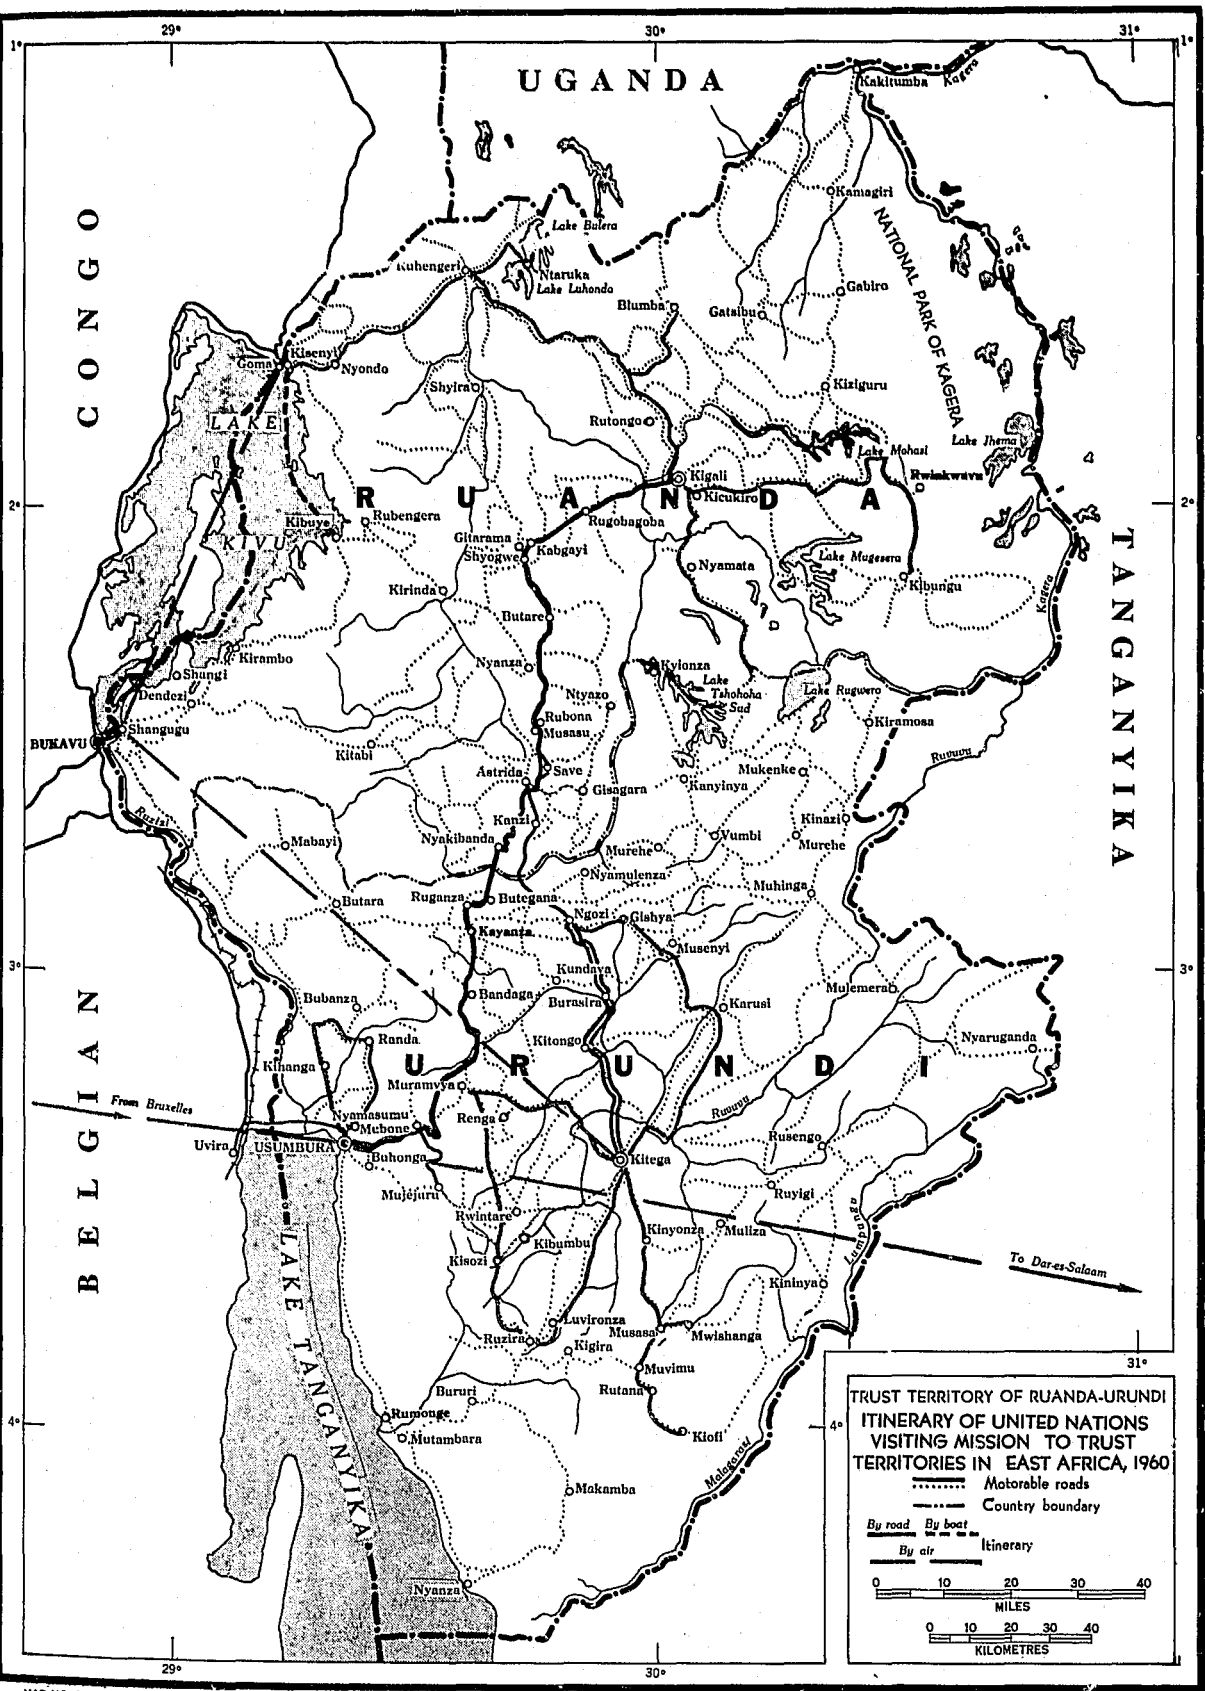 29°
30°
31°
1°
1°
UGANDA
Kakitumba
Kagera
Kamagiri
NATIONAL PARK OF KAGERA
Lake Bulera
Ruhengeri
Ntaruka
Lake Luhondo
Gabiro
Blumba
Gatsibu
CONGO
Kisenyi
Goma
Nyondo
Shyira
Kiziguru
Rutongo
LAKE
Lake Mohasi
Lake Ihema
Kigali
Rwinkwavu
Kicukiro
RUANDA
2°
2°
Kibuye
Rubengera
Rugobagoba
KIVU
Gitarama
Kabgayi
Shyogwe
Lake Mugesera
Nyamata
Kibungu
Kagera
TANGANYIKA
Kirinda
Butare
Kirambo
Nyanza
Kyionza
Shungi
Lake
Tshohoha
Sud
Lake Rugwero
Dendezi
Ntyazo
Rubona
Kiramosa
Shangugu
Musasu
BUKAVU
Kitabi
Ruvuvu
Astrida
Save
Mukenke
Gisagara
Kanyinya
Ruzizi
Kanzi
Kinazi
Mabayi
Nyakibanda
Murehe
Vumbi
Murehe
Nyamulenza
Muhinga
Butara
Ruganza
Butegana
Ngozi
Gishya
Kayanza
Musenyi
3°
3°
Kundava
Mulemera
Bubanza
Bandaga
Burasira
Karusi
Randa
Kitongo
Nyaruganda
Kihanga
URUNDI
Muramvya
BELGIAN
From Bruxelles
Nyamasumu
Mubone
Renga
Ruvuvu
Uvira
USUMBURA
Rusengo
Buhonga
Kitega
Mujejuru
Ruyigi
Rwintare
Kinyonza
Muliza
Lumpungu
Kibumbu
Kisozi
To Dar-es-Salaam
Kininya
LAKE TANGANYIKA
Luvironza
Ruzira
Musasa
Mwishanga
Kigira
Muvimu
Bururi
Rutana
Rumonge
4°
4°
31°
Mutambara
Kiofi
Malagarasi
Makamba
Nyanza
29°
30°
TRUST TERRITORY OF RUANDA-URUNDI
ITINERARY OF UNITED NATIONS
VISITING MISSION TO TRUST
TERRITORIES IN EAST AFRICA, 1960
Motorable roads
Country boundary
By road By boat
Itinerary
By air
0 10 20 30 40
MILES
0 10 20 30 40
KILOMETRES